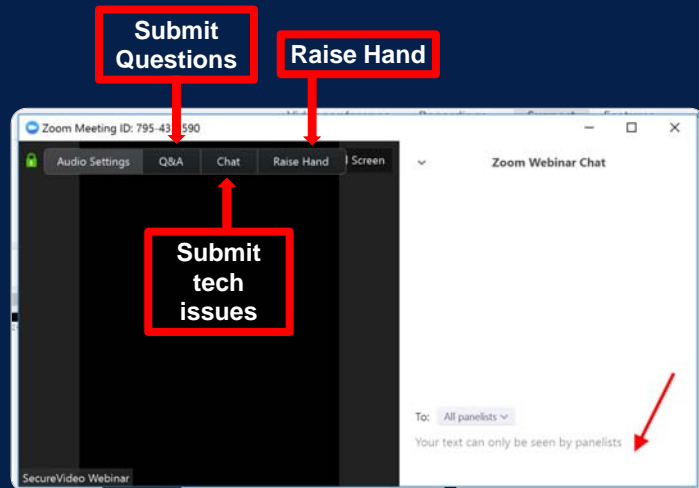 Submit
Questions
Raise Hand
Zoom Meeting ID: 795-43 590
Audio Settings Q&A Chat Raise Hand Screen
Zoom Webinar Chat
Submit
tech
issues
To: All panelists
Your text can only be seen by panelists
SecureVideo Webinar